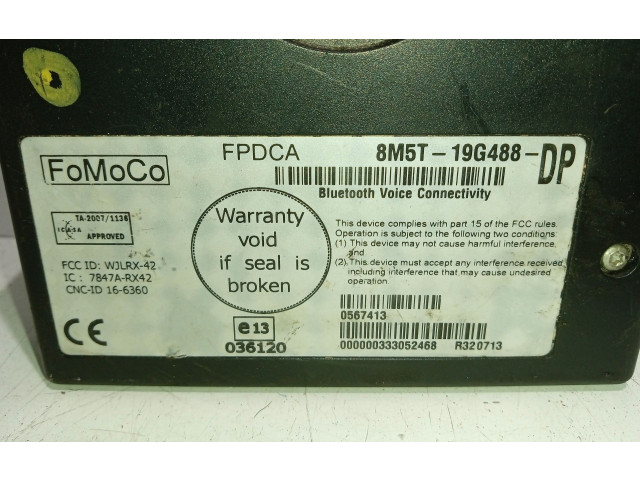 FoMoCo
FPDCA
8M5T-19G488-DP
Bluetooth Voice Connectivity
TA-2007/1136
ICASA
APPROVED
FCC ID: WJLRX-42
IC : 7847A-RX42
CNC-ID 16-6360
CE
Warranty
void
if seal is
broken
e13
036120
This device complies with part 15 of the FCC rules.
Operation is subject to the following two conditions:
(1) This device may not cause harmful interference,
and
(2) This device must accept any interference received,
including interference that may cause undesired
operation.
0567413
000000333052468 R320713